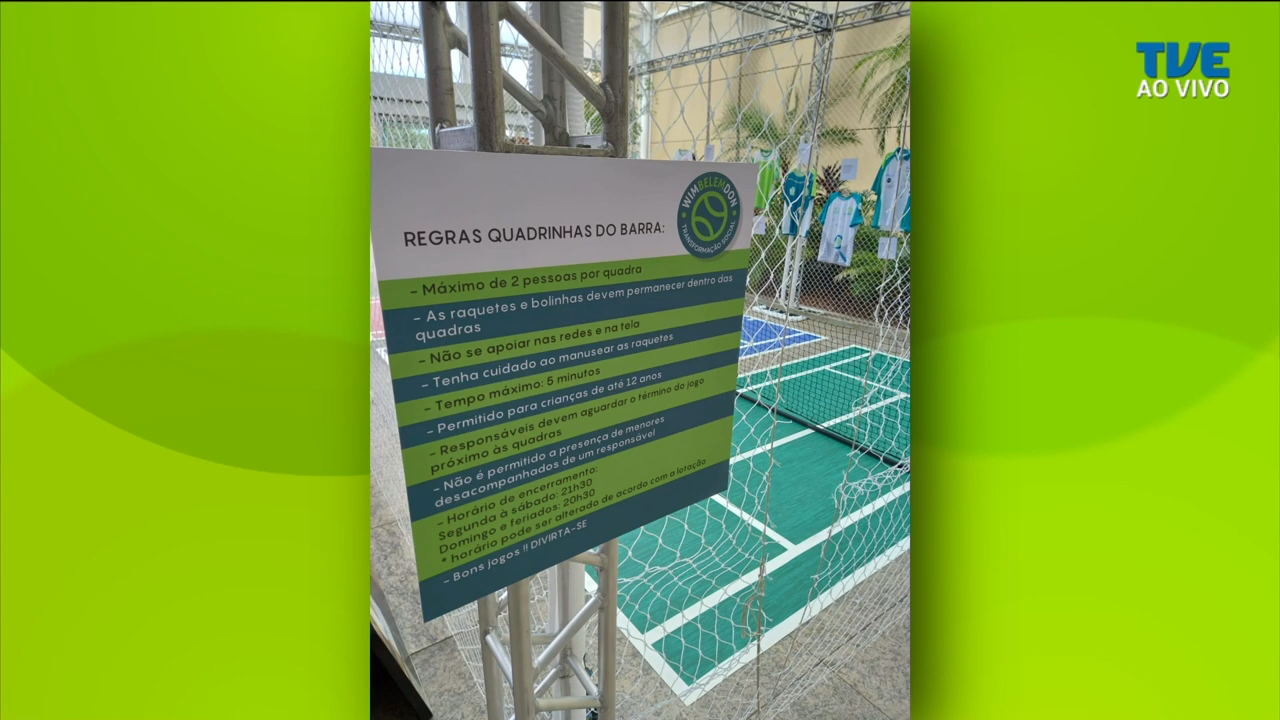 TVE
AO VIVO
WIMBELEMDON
TRANSFORMAÇÃO SOCIAL
REGRAS QUADRINHAS DO BARRA:
- Máximo de 2 pessoas por quadra
- As raquetes e bolinhas devem permanecer dentro das
quadras
- Não se apoiar nas redes e na tela
- Tenha cuidado ao manusear as raquetes
- Tempo máximo: 5 minutos
- Permitido para crianças de até 12 anos
- Responsáveis devem aguardar o término do jogo
próximo às quadras
- Não é permitido a presença de menores
desacompanhados de um responsável
- Horário de encerramento:
Segunda à sábado: 21h30
Domingo e feriados: 20h30
* horário pode ser alterado de acordo com a lotação
- Bons jogos !! DIVIRTA-SE